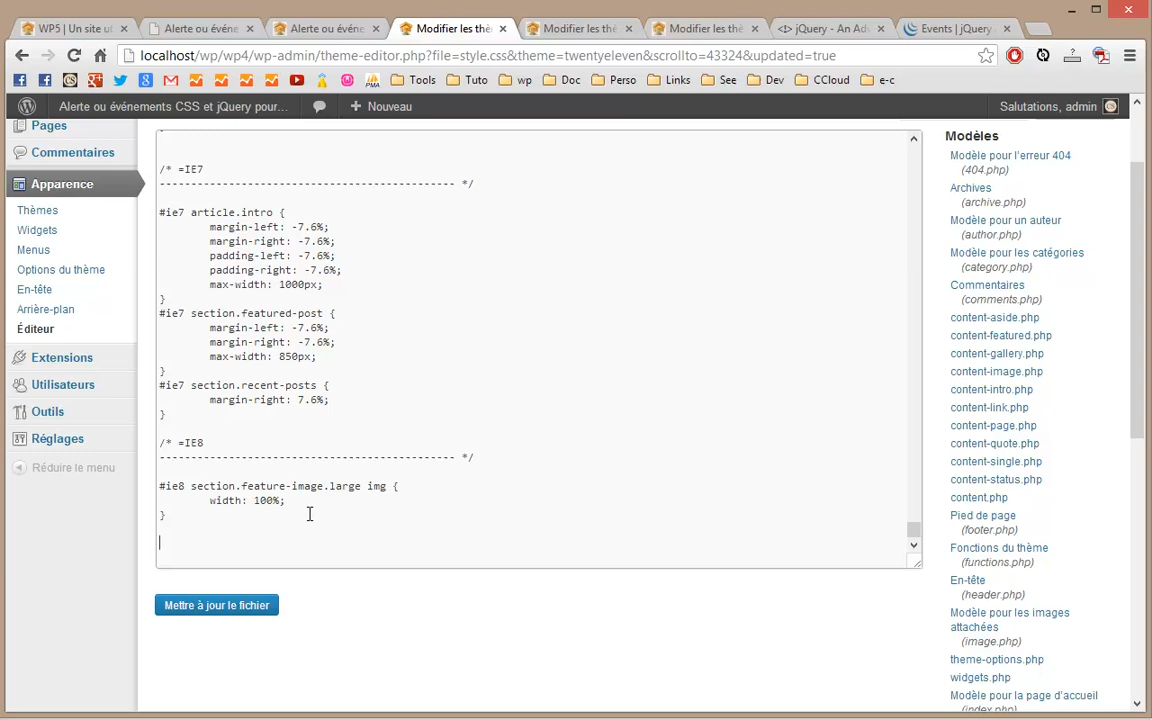 WP5 | Un site ut
Alerte ou événe
Alerte ou événe
Modifier les thè
Modifier les thè
Modifier les thè
jQuery - An Adv
Events | jQuery
localhost/wp/wp4/wp-admin/theme-editor.php?file=style.css&theme=twentyeleven&scrollto=43324&updated=true
Tools
Tuto
wp
Doc
Perso
Links
See
Dev
CCloud
e-c
Alerte ou événements CSS et jQuery pour...
+ Nouveau
Salutations, admin
Pages
Commentaires
Apparence
Thèmes
Widgets
Menus
Options du thème
En-tête
Arrière-plan
Éditeur
Extensions
Utilisateurs
Outils
Réglages
Réduire le menu
/* =IE7
----------------------------------------------- */
#ie7 article.intro {
margin-left: -7.6%;
margin-right: -7.6%;
padding-left: -7.6%;
padding-right: -7.6%;
max-width: 1000px;
}
#ie7 section.featured-post {
margin-left: -7.6%;
margin-right: -7.6%;
max-width: 850px;
}
#ie7 section.recent-posts {
margin-right: 7.6%;
}
/* =IE8
----------------------------------------------- */
#ie8 section.feature-image.large img {
width: 100%;
}
Mettre à jour le fichier
Modèles
Modèle pour l'erreur 404
(404.php)
Archives
(archive.php)
Modèle pour un auteur
(author.php)
Modèle pour les catégories
(category.php)
Commentaires
(comments.php)
content-aside.php
content-featured.php
content-gallery.php
content-image.php
content-intro.php
content-link.php
content-page.php
content-quote.php
content-single.php
content-status.php
content.php
Pied de page
(footer.php)
Fonctions du thème
(functions.php)
En-tête
(header.php)
Modèle pour les images
attachées
(image.php)
theme-options.php
widgets.php
Modèle pour la page d'accueil
(index.php)